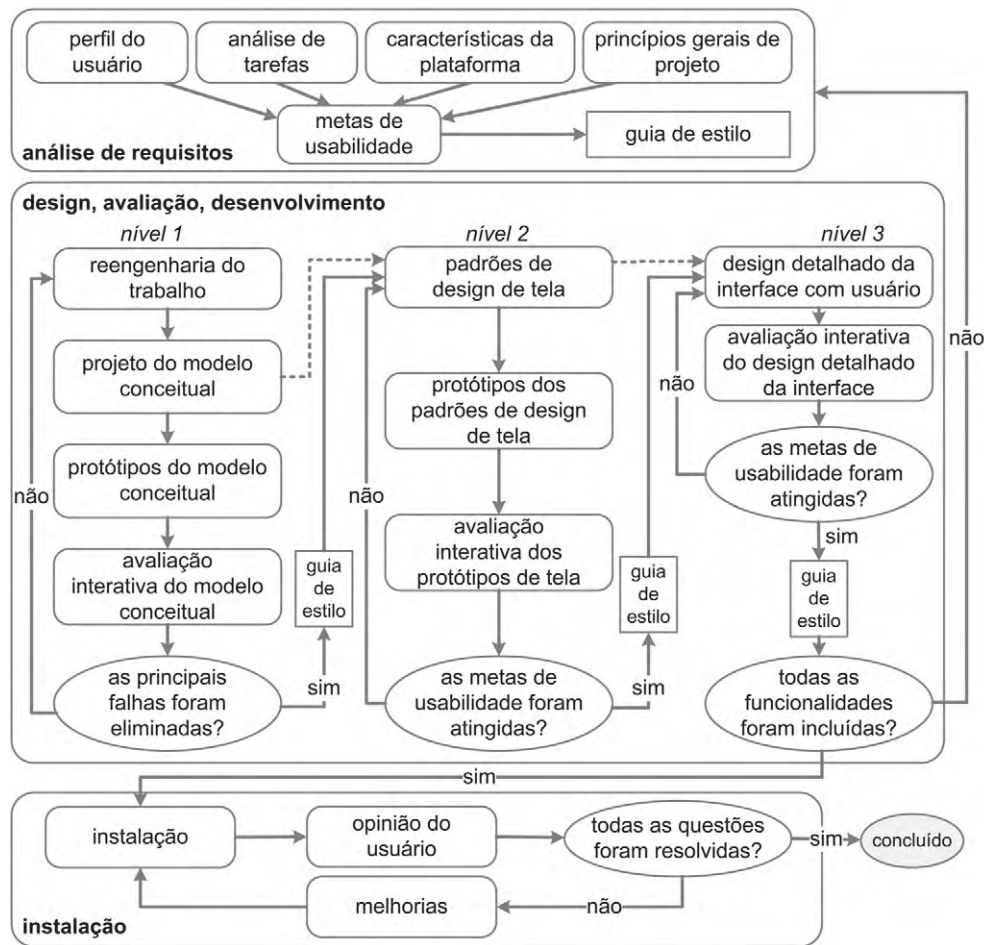 perfil do
usuário
análise de
tarefas
características da
plataforma
princípios gerais de
projeto
metas de
usabilidade
guia de estilo
análise de requisitos
design, avaliação, desenvolvimento
nível 1
reengenharia do
trabalho
projeto do modelo
conceitual
protótipos do modelo
conceitual
não
avaliação
interativa do modelo
conceitual
as principais
falhas foram
eliminadas?
sim
guia
de
estilo
nível 2
padrões de
design de tela
protótipos dos
padrões de design
de tela
não
avaliação
interativa dos
protótipos de tela
as metas de
usabilidade foram
atingidas?
sim
guia
de
estilo
nível 3
design detalhado da
interface com usuário
avaliação interativa
do design detalhado
da interface
não
as metas de
usabilidade foram
atingidas?
sim
guia
de
estilo
todas as
funcionalidades
foram incluídas?
não
sim
instalação
opinião do
usuário
todas as questões
foram resolvidas?
sim
concluído
não
melhorias
instalação